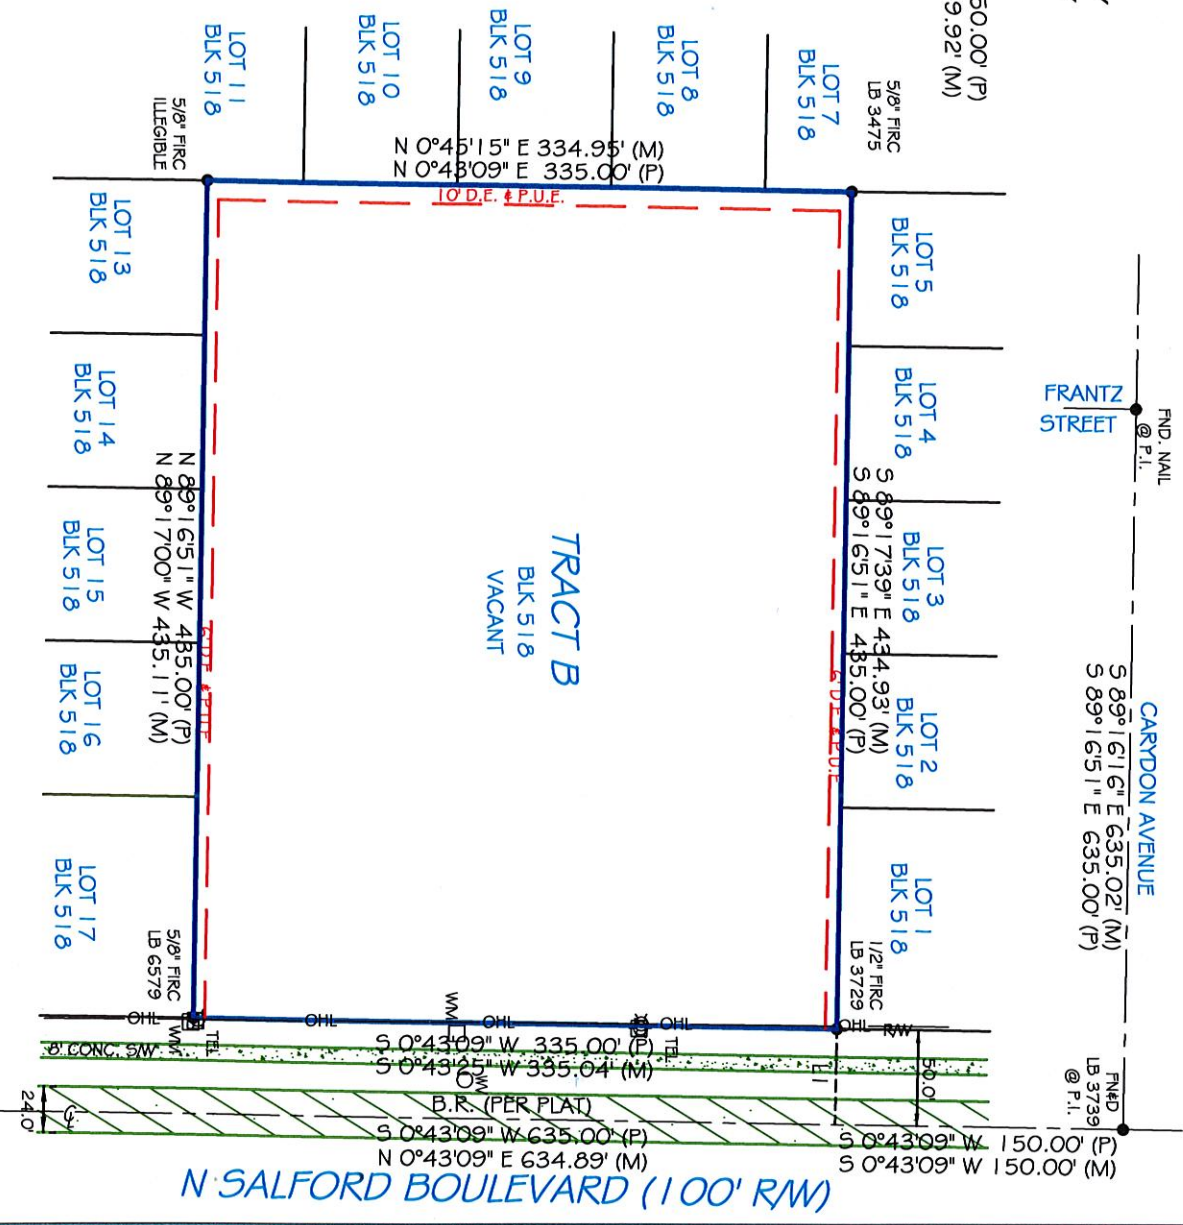 50.00' (P)
9.92' (M)
LOT 11
BLK 518
LOT 10
BLK 518
LOT 9
BLK 518
LOT 8
BLK 518
LOT 7
BLK 518
5/8" FIRC
LB 3475
5/8" FIRC
ILLEGIBLE
N 0°45'15" E 334.95' (M)
N 0°43'09" E 335.00' (P)
10' D.E. & P.U.E.
LOT 13
BLK 518
LOT 14
BLK 518
LOT 15
BLK 518
LOT 16
BLK 518
LOT 17
BLK 518
N 89°16'51" W 435.00' (P)
N 89°17'00" W 435.11' (M)
6' D.E. & P.U.E.
TRACT B
BLK 518
VACANT
LOT 5
BLK 518
LOT 4
BLK 518
LOT 3
BLK 518
LOT 2
BLK 518
LOT 1
BLK 518
S 89°17'39" E 434.93' (M)
S 89°16'51" E 435.00' (P)
6' D.E. & P.U.E.
FRANTZ
STREET
FND. NAIL
@ P.I.
CARYDON AVENUE
S 89°16'16" E 635.02' (M)
S 89°16'51" E 635.00' (P)
5/8" FIRC
LB 6579
1/2" FIRC
LB 3729
FN&D
LB 3739
@ P.I.
OHL
OHL
OHL
OHL
OHL
R/W
WM
TEL
WM
TEL
S 0°43'09" W 335.00' (P)
S 0°43'25" W 335.04' (M)
8' CONC. S/W
50.0'
24.0'
B.R. (PER PLAT)
S 0°43'09" W 635.00' (P)
N 0°43'09" E 634.89' (M)
S 0°43'09" W 150.00' (P)
S 0°43'09" W 150.00' (M)
N SALFORD BOULEVARD (100' R/W)